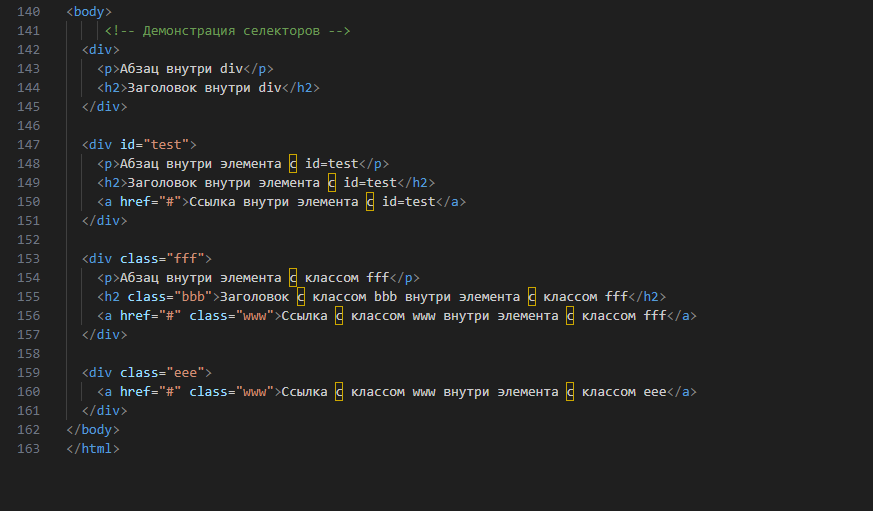 140 <body>
141 <!-- Демонстрация селекторов -->
142 <div>
143 <p>Абзац внутри div</p>
144 <h2>Заголовок внутри div</h2>
145 </div>
146
147 <div id="test">
148 <p>Абзац внутри элемента с id=test</p>
149 <h2>Заголовок внутри элемента с id=test</h2>
150 <a href="#">Ссылка внутри элемента с id=test</a>
151 </div>
152
153 <div class="fff">
154 <p>Абзац внутри элемента с классом fff</p>
155 <h2 class="bbb">Заголовок с классом bbb внутри элемента с классом fff</h2>
156 <a href="#" class="www">Ссылка с классом www внутри элемента с классом fff</a>
157 </div>
158
159 <div class="eee">
160 <a href="#" class="www">Ссылка с классом www внутри элемента с классом eee</a>
161 </div>
162 </body>
163 </html>